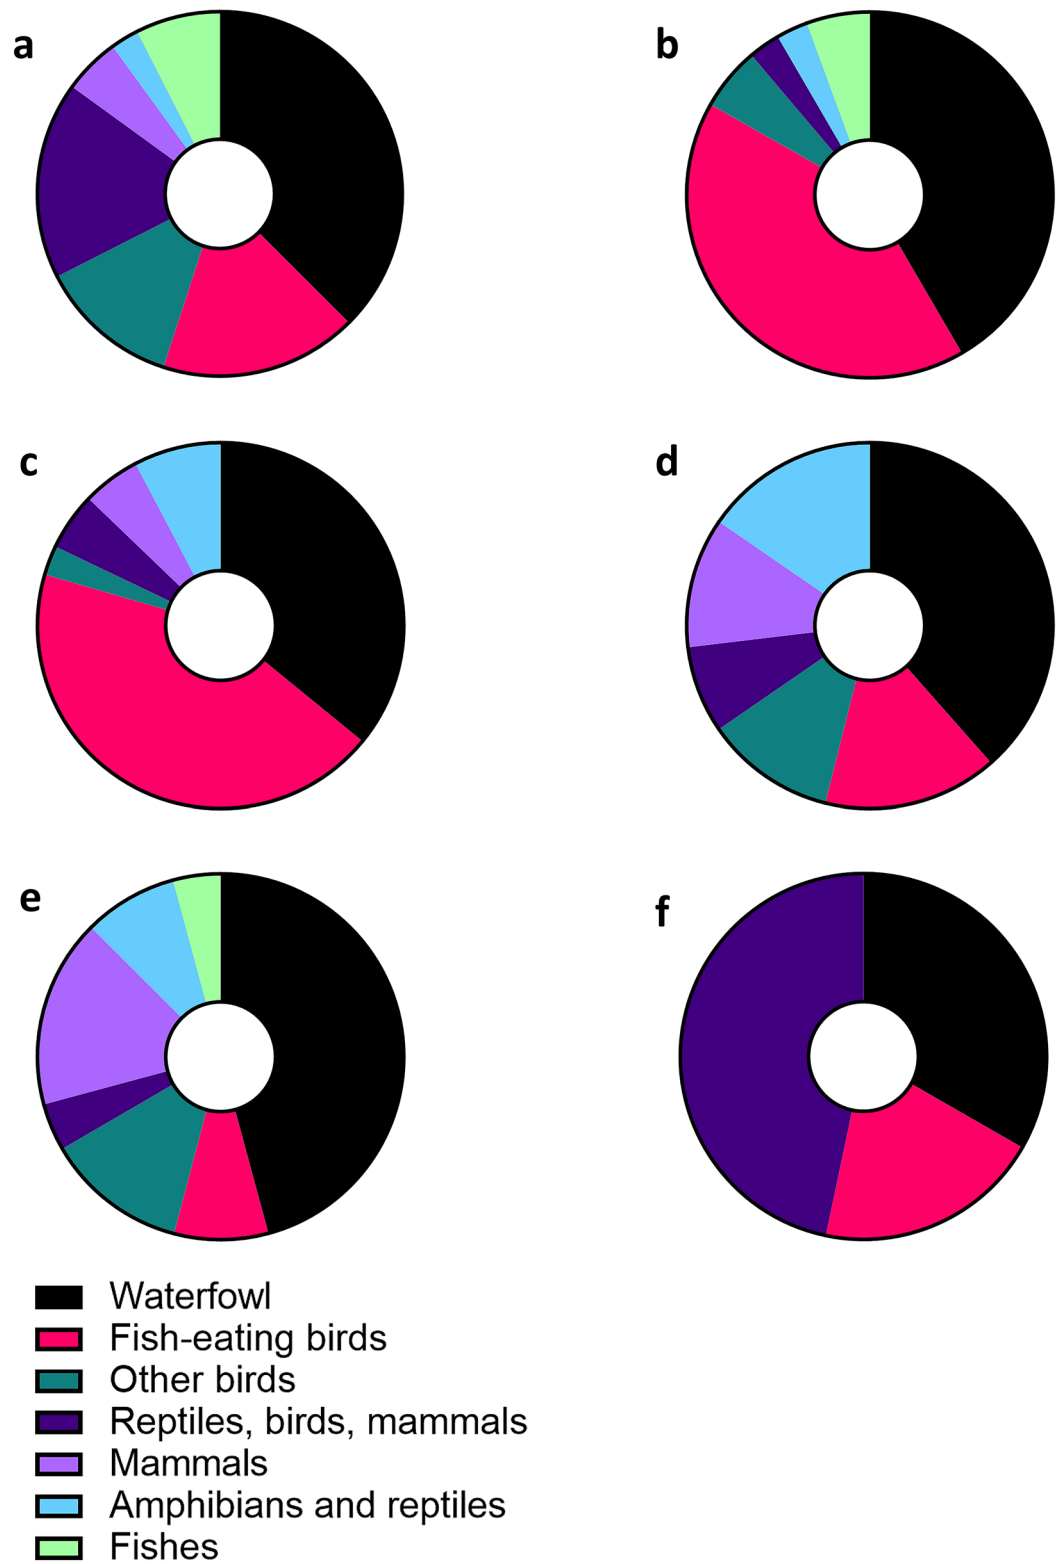 a
b
c
d
e
f
Waterfowl
Fish-eating birds
Other birds
Reptiles, birds, mammals
Mammals
Amphibians and reptiles
Fishes